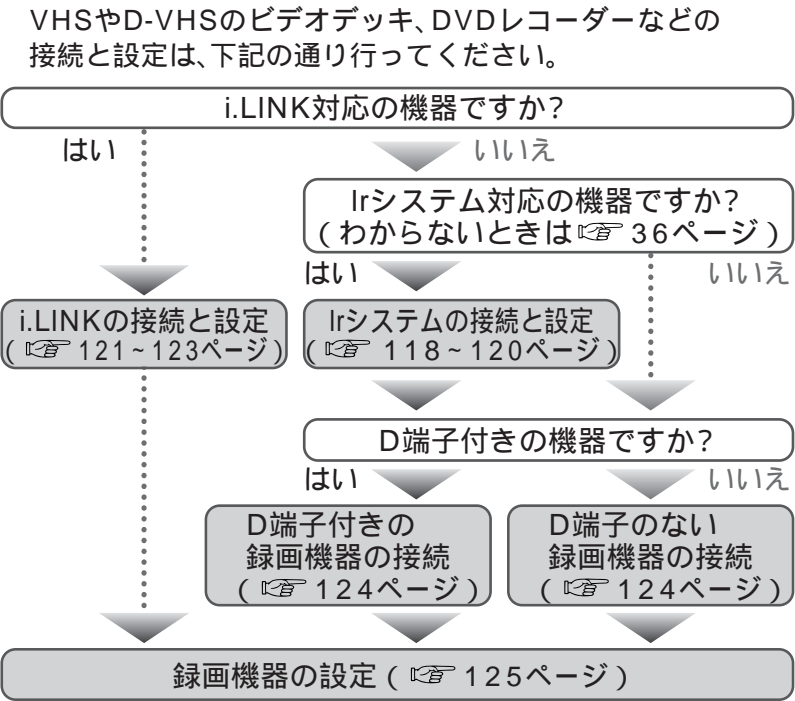 VHSやD-VHSのビデオデッキ、DVDレコーダーなどの
接続と設定は、下記の通り行ってください。
i.LINK対応の機器ですか?
はい
いいえ
Irシステム対応の機器ですか?
(わからないときは☞36ページ)
はい
いいえ
i.LINKの接続と設定
(☞121~123ページ)
Irシステムの接続と設定
(☞118~120ページ)
D端子付きの機器ですか?
はい
いいえ
D端子付きの
録画機器の接続
(☞124ページ)
D端子のない
録画機器の接続
(☞124ページ)
録画機器の設定(☞125ページ)